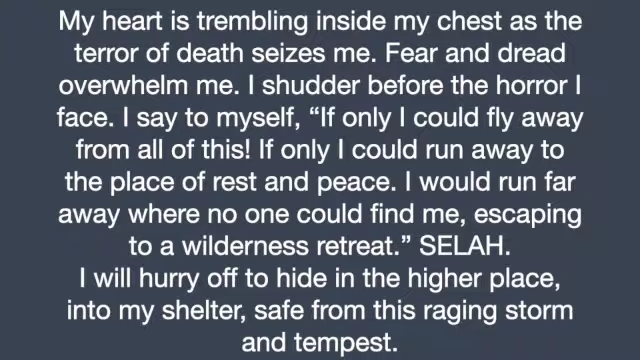 My heart is trembling inside my chest as the
terror of death seizes me. Fear and dread
overwhelm me. I shudder before the horror I
face. I say to myself, “If only I could fly away
from all of this! If only I could run away to
the place of rest and peace. I would run far
away where no one could find me, escaping
to a wilderness retreat.” SELAH.
I will hurry off to hide in the higher place,
into my shelter, safe from this raging storm
and tempest.